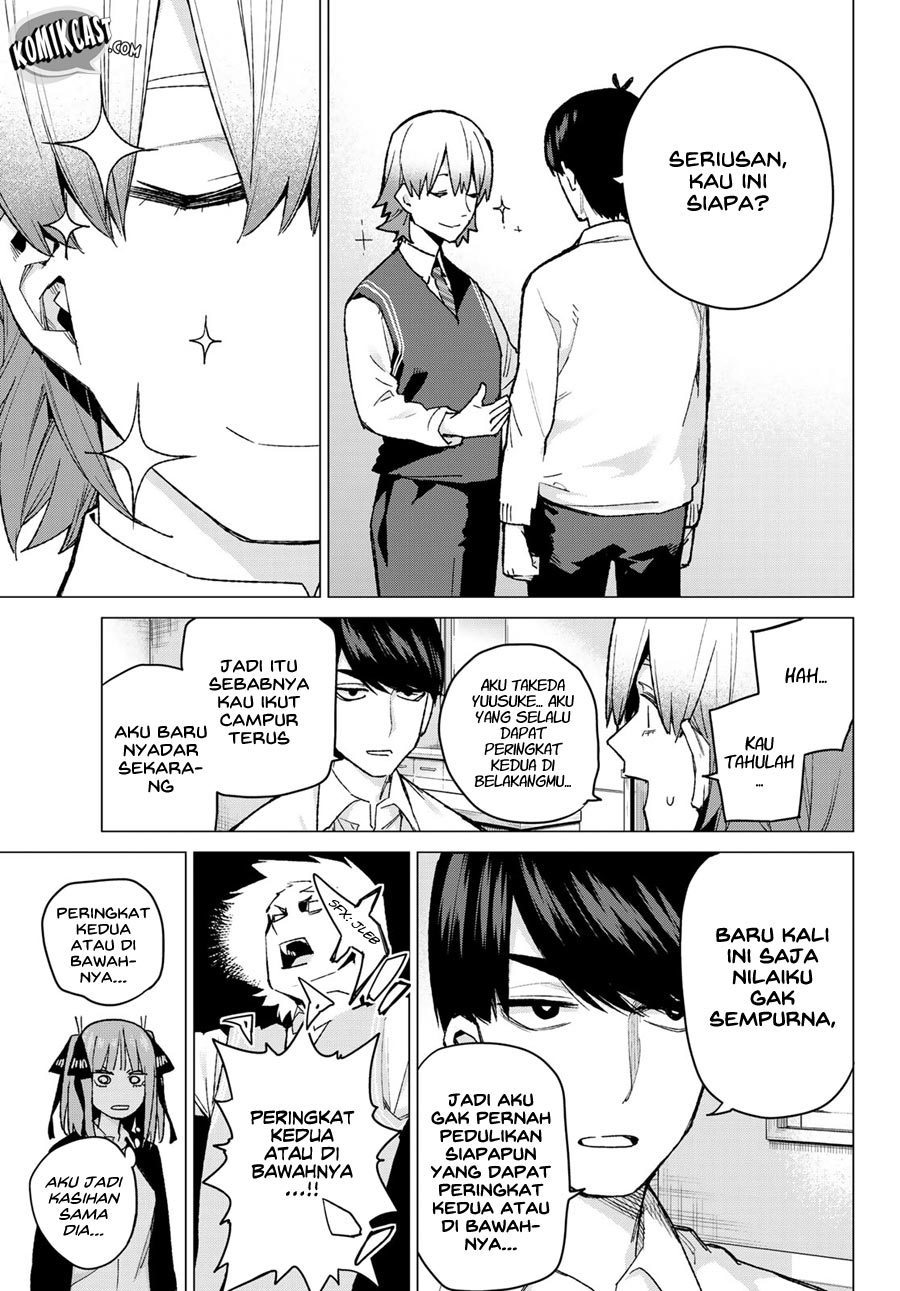 KOMIKCAST
.COM
SERIUSAN,
KAU INI
SIAPA?
HAH...
KAU
TAHULAH
...
AKU TAKEDA
YUUSUKE... AKU
YANG SELALU
DAPAT
PERINGKAT
KEDUA DI
BELAKANGMU...
JADI ITU
SEBABNYA
KAU IKUT
CAMPUR
TERUS
AKU BARU
NYADAR
SEKARA-
NG
BARU KALI
INI SAJA
NILAIKU
GAK
SEMPURNA,
JADI AKU
GAK PERNAH
PEDULIKAN
SIAPAPUN
YANG DAPAT
PERINGKAT
KEDUA ATAU
DI BAWAH-
NYA...
SFX: JLEB
PERINGKAT
KEDUA
ATAU DI
BAWAHNYA
...!!
PERINGKAT
KEDUA
ATAU DI
BAWAH-
NYA...
AKU JADI
KASIHAN
SAMA
DIA...